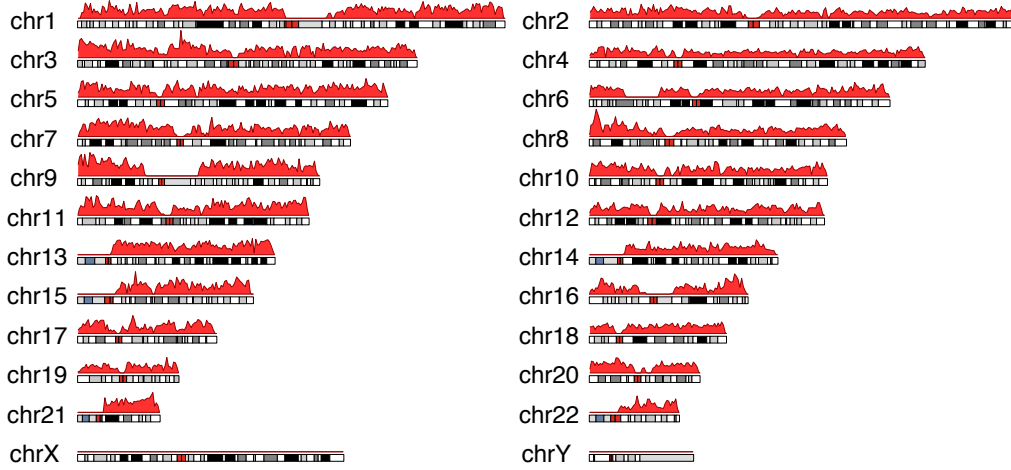 chr1 chr2
chr3 chr4
chr5 chr6
chr7 chr8
chr9 chr10
chr11 chr12
chr13 chr14
chr15 chr16
chr17 chr18
chr19 chr20
chr21 chr22
chrX chrY